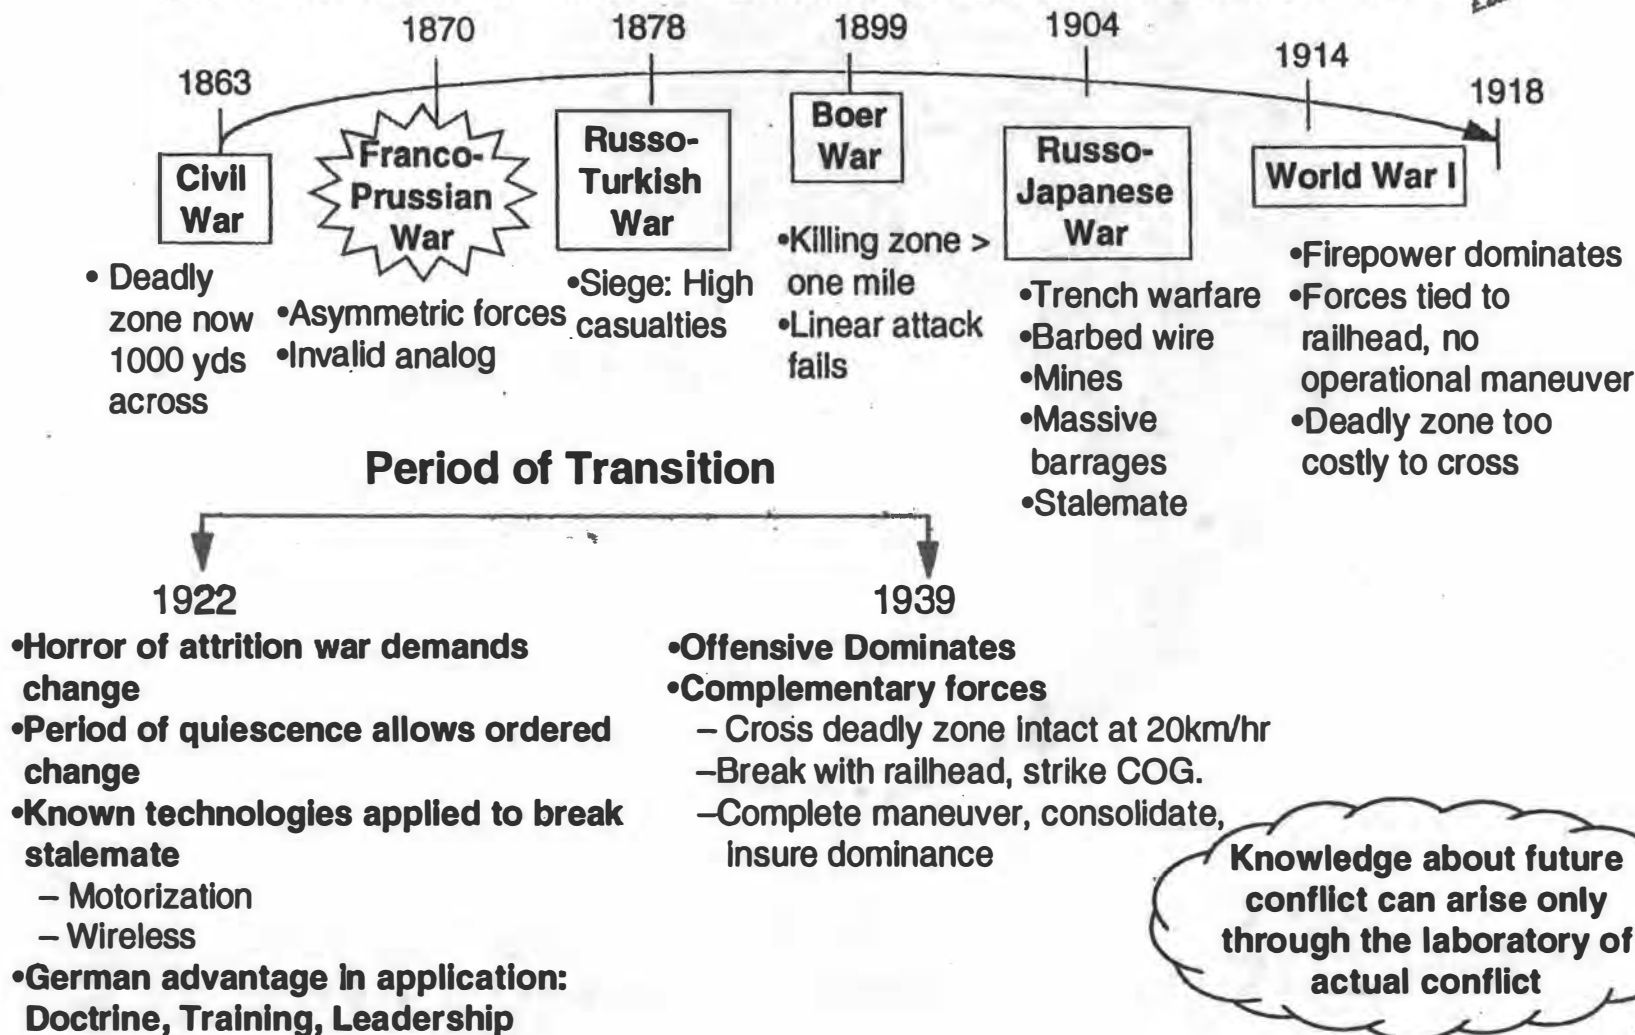 1863
1870
1878
1899
1904
1914
1918
Civil
War
Franco-
Prussian
War
Russo-
Turkish
War
Boer
War
Russo-
Japanese
War
World War I
• Deadly
zone now
1000 yds
across
•Asymmetric forces
•Invalid analog
•Siege: High
casualties
•Killing zone >
one mile
•Linear attack
fails
•Trench warfare
•Barbed wire
•Mines
•Massive
barrages
•Stalemate
•Firepower dominates
•Forces tied to
railhead, no
operational maneuver
•Deadly zone too
costly to cross
Period of Transition
1922
•Horror of attrition war demands
change
•Period of quiescence allows ordered
change
•Known technologies applied to break
stalemate
– Motorization
– Wireless
•German advantage in application:
Doctrine, Training, Leadership
1939
•Offensive Dominates
•Complementary forces
– Cross deadly zone intact at 20km/hr
–Break with railhead, strike COG.
–Complete maneuver, consolidate,
insure dominance
Knowledge about future
conflict can arise only
through the laboratory of
actual conflict